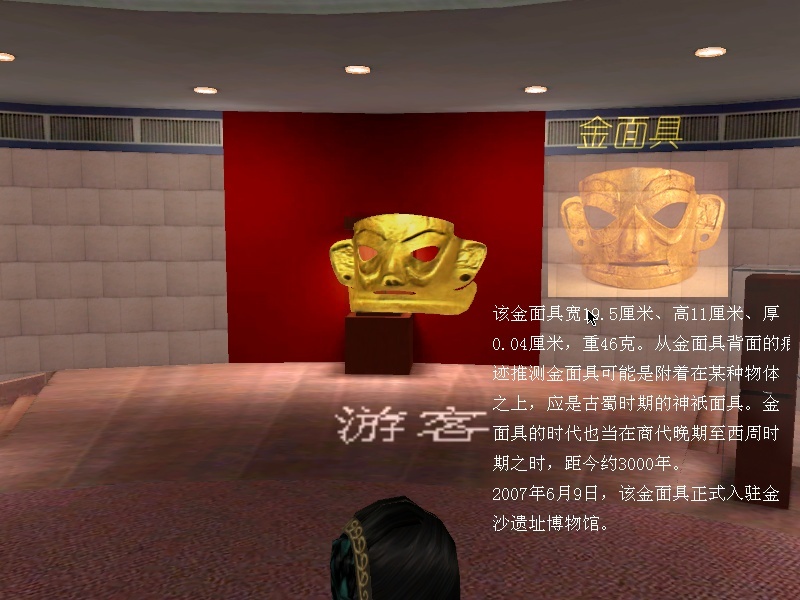 金面具
该金面具宽19.5厘米、高11厘米、厚
0.04厘米，重46克。从金面具背面的痕
迹推测金面具可能是附着在某种物体
之上，应是古蜀时期的神祇面具。金
面具的时代也当在商代晚期至西周时
期之时，距今约3000年。
2007年6月9日，该金面具正式入驻金
沙遗址博物馆。
游客